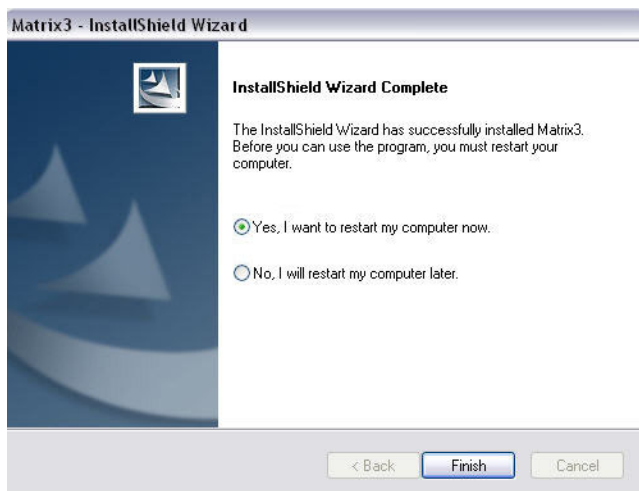 Matrix3 - InstallShield Wizard
InstallShield Wizard Complete
The InstallShield Wizard has successfully installed Matrix3.
Before you can use the program, you must restart your
computer.
Yes, I want to restart my computer now.
No, I will restart my computer later.
< Back
Finish
Cancel